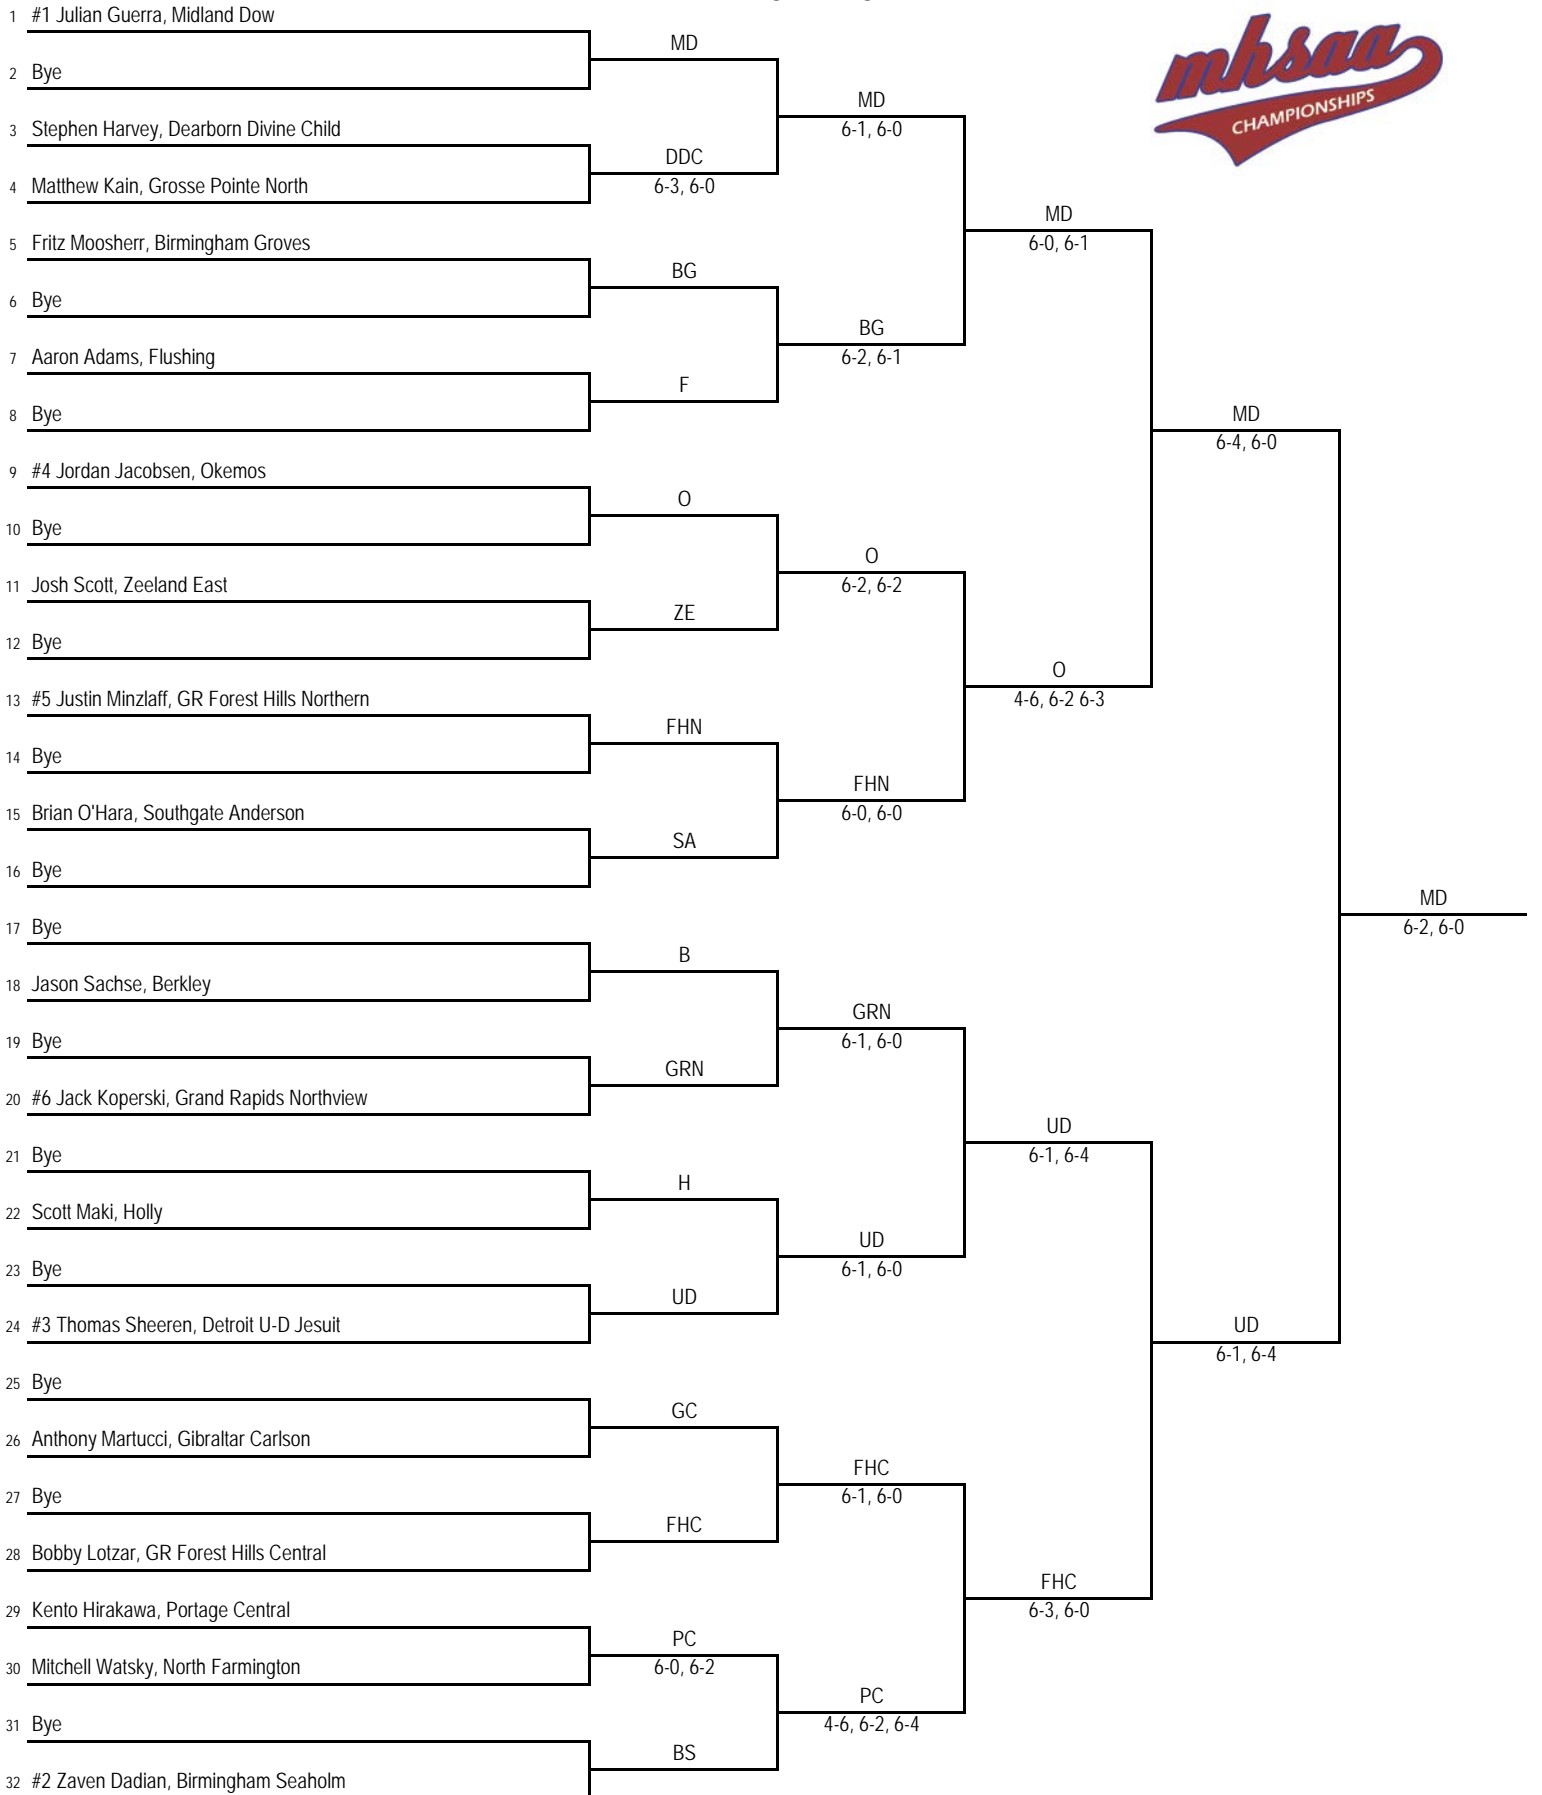 1 #1 Julian Guerra, Midland Dow
MD
2 Bye
MD
6-1, 6-0
3 Stephen Harvey, Dearborn Divine Child
DDC
6-3, 6-0
4 Matthew Kain, Grosse Pointe North
MD
6-0, 6-1
5 Fritz Moosherr, Birmingham Groves
BG
6 Bye
BG
6-2, 6-1
7 Aaron Adams, Flushing
F
8 Bye
MD
6-4, 6-0
9 #4 Jordan Jacobsen, Okemos
O
10 Bye
O
6-2, 6-2
11 Josh Scott, Zeeland East
ZE
12 Bye
O
4-6, 6-2 6-3
13 #5 Justin Minzlaff, GR Forest Hills Northern
FHN
14 Bye
FHN
6-0, 6-0
15 Brian O'Hara, Southgate Anderson
SA
16 Bye
MD
6-2, 6-0
17 Bye
B
18 Jason Sachse, Berkley
GRN
6-1, 6-0
19 Bye
GRN
20 #6 Jack Koperski, Grand Rapids Northview
UD
6-1, 6-4
21 Bye
H
22 Scott Maki, Holly
UD
6-1, 6-0
23 Bye
UD
24 #3 Thomas Sheeren, Detroit U-D Jesuit
UD
6-1, 6-4
25 Bye
GC
26 Anthony Martucci, Gibraltar Carlson
FHC
6-1, 6-0
27 Bye
FHC
28 Bobby Lotzar, GR Forest Hills Central
FHC
6-3, 6-0
29 Kento Hirakawa, Portage Central
PC
6-0, 6-2
30 Mitchell Watsky, North Farmington
PC
4-6, 6-2, 6-4
31 Bye
BS
32 #2 Zaven Dadian, Birmingham Seaholm
mhsaa
CHAMPIONSHIPS